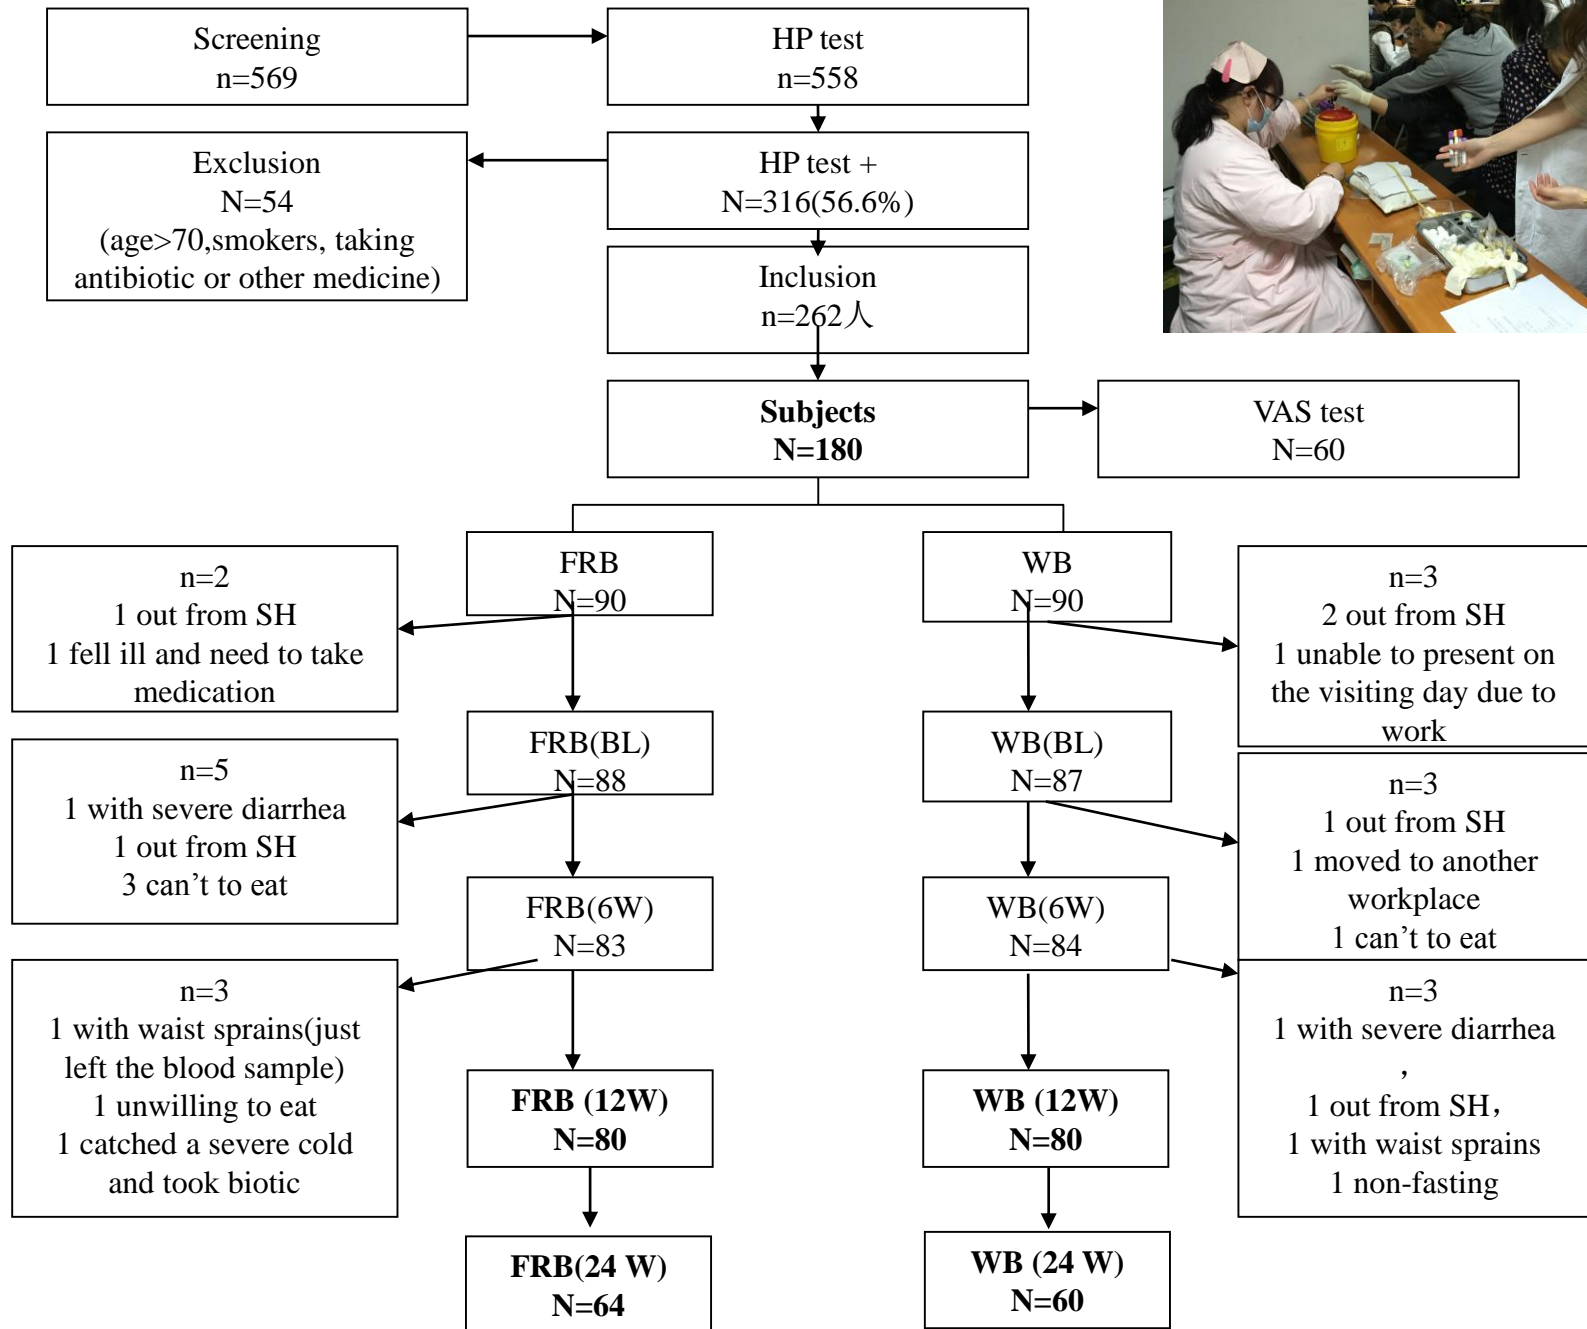 Screening
n=569
HP test
n=558
Exclusion
N=54
(age>70,smokers, taking
antibiotic or other medicine)
HP test +
N=316(56.6%)
Inclusion
n=262人
Subjects
N=180
VAS test
N=60
FRB
N=90
WB
N=90
n=2
1 out from SH
1 fell ill and need to take
medication
n=3
2 out from SH
1 unable to present on
the visiting day due to
work
FRB(BL)
N=88
WB(BL)
N=87
n=5
1 with severe diarrhea
1 out from SH
3 can’t to eat
n=3
1 out from SH
1 moved to another
workplace
1 can’t to eat
FRB(6W)
N=83
WB(6W)
N=84
n=3
1 with waist sprains(just
left the blood sample)
1 unwilling to eat
1 catched a severe cold
and took biotic
n=3
1 with severe diarrhea
，
1 out from SH，
1 with waist sprains
1 non-fasting
FRB (12W)
N=80
WB (12W)
N=80
FRB(24 W)
N=64
WB (24 W)
N=60